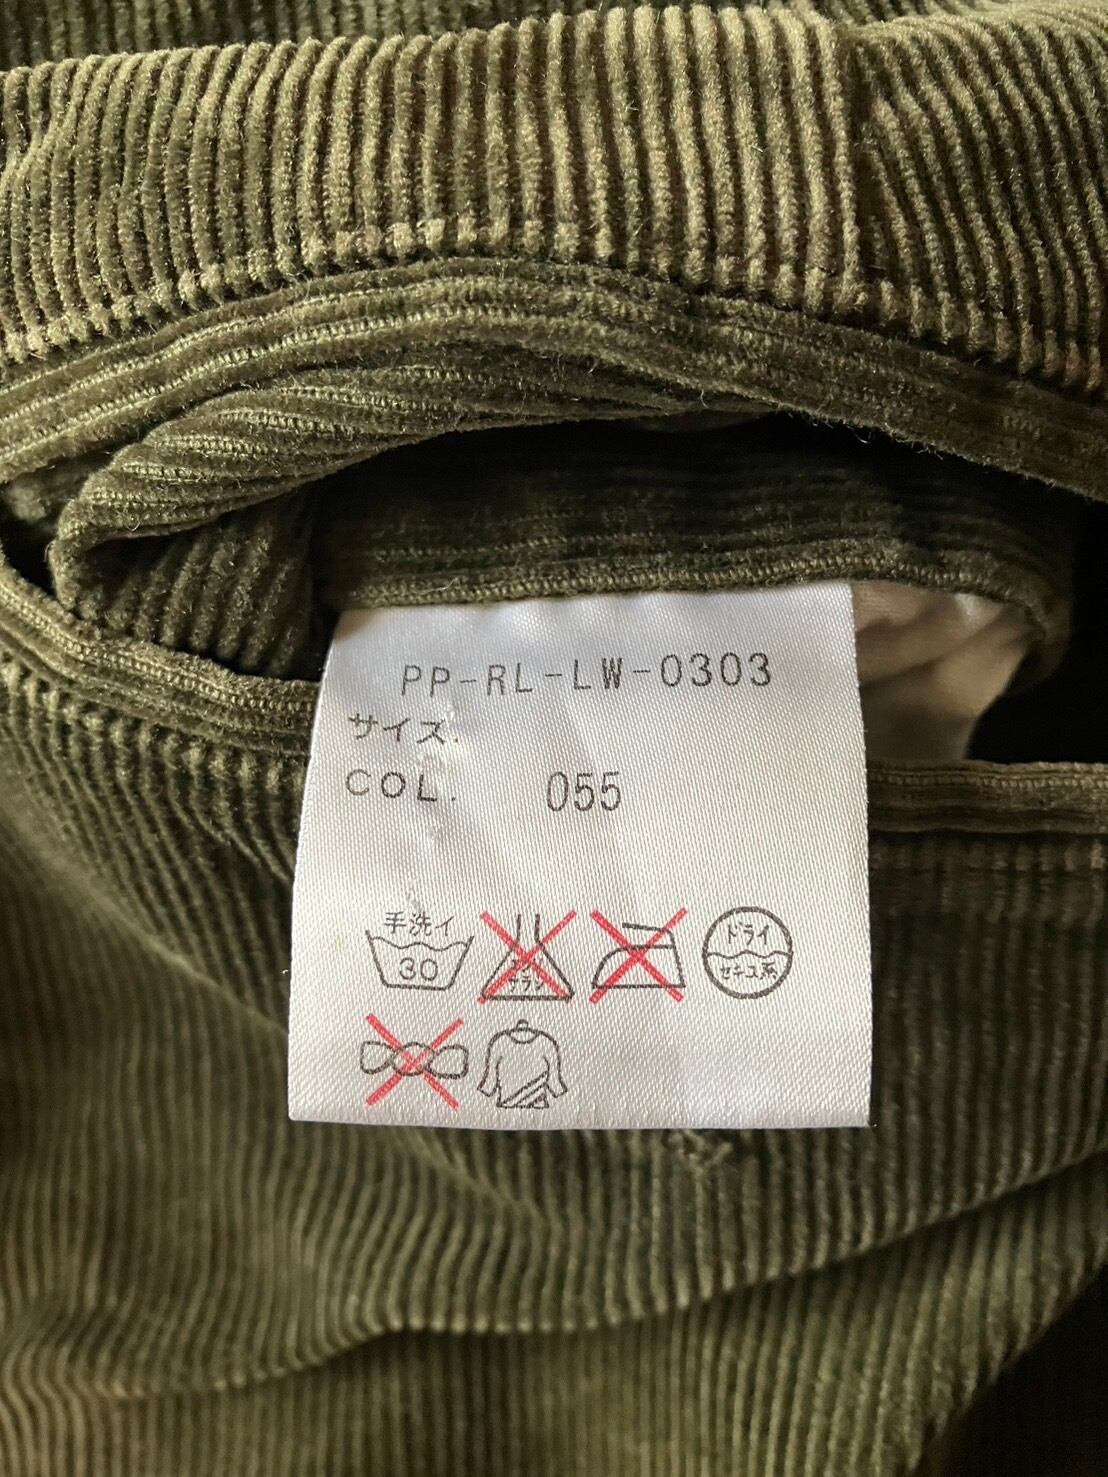 PP-RL-LW-0303
サイズ.
COL. 055
手洗イ
30
エンソ
サラシ
ドライ
セキユ系